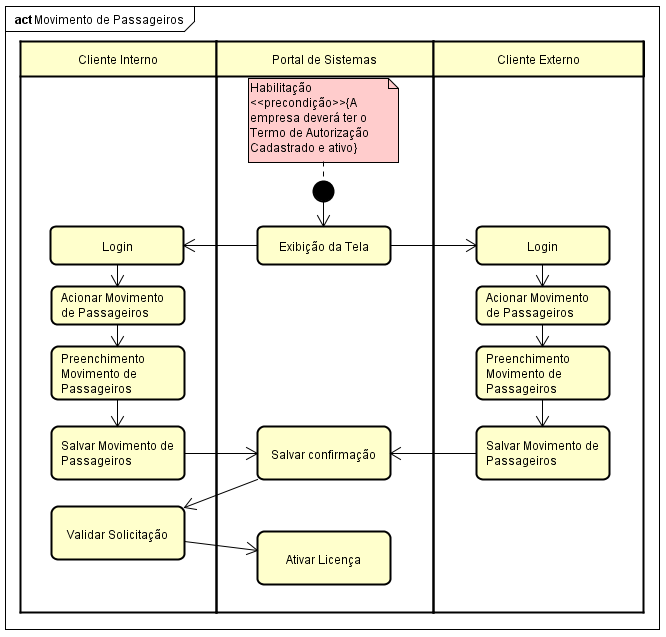 act Movimento de Passageiros
Cliente Interno
Portal de Sistemas
Cliente Externo
Habilitação
<<precondição>>{A
empresa deverá ter o
Termo de Autorização
Cadastrado e ativo}
Login
Exibição da Tela
Login
Acionar Movimento
de Passageiros
Acionar Movimento
de Passageiros
Preenchimento
Movimento de
Passageiros
Preenchimento
Movimento de
Passageiros
Salvar Movimento de
Passageiros
Salvar confirmação
Salvar Movimento de
Passageiros
Validar Solicitação
Ativar Licença